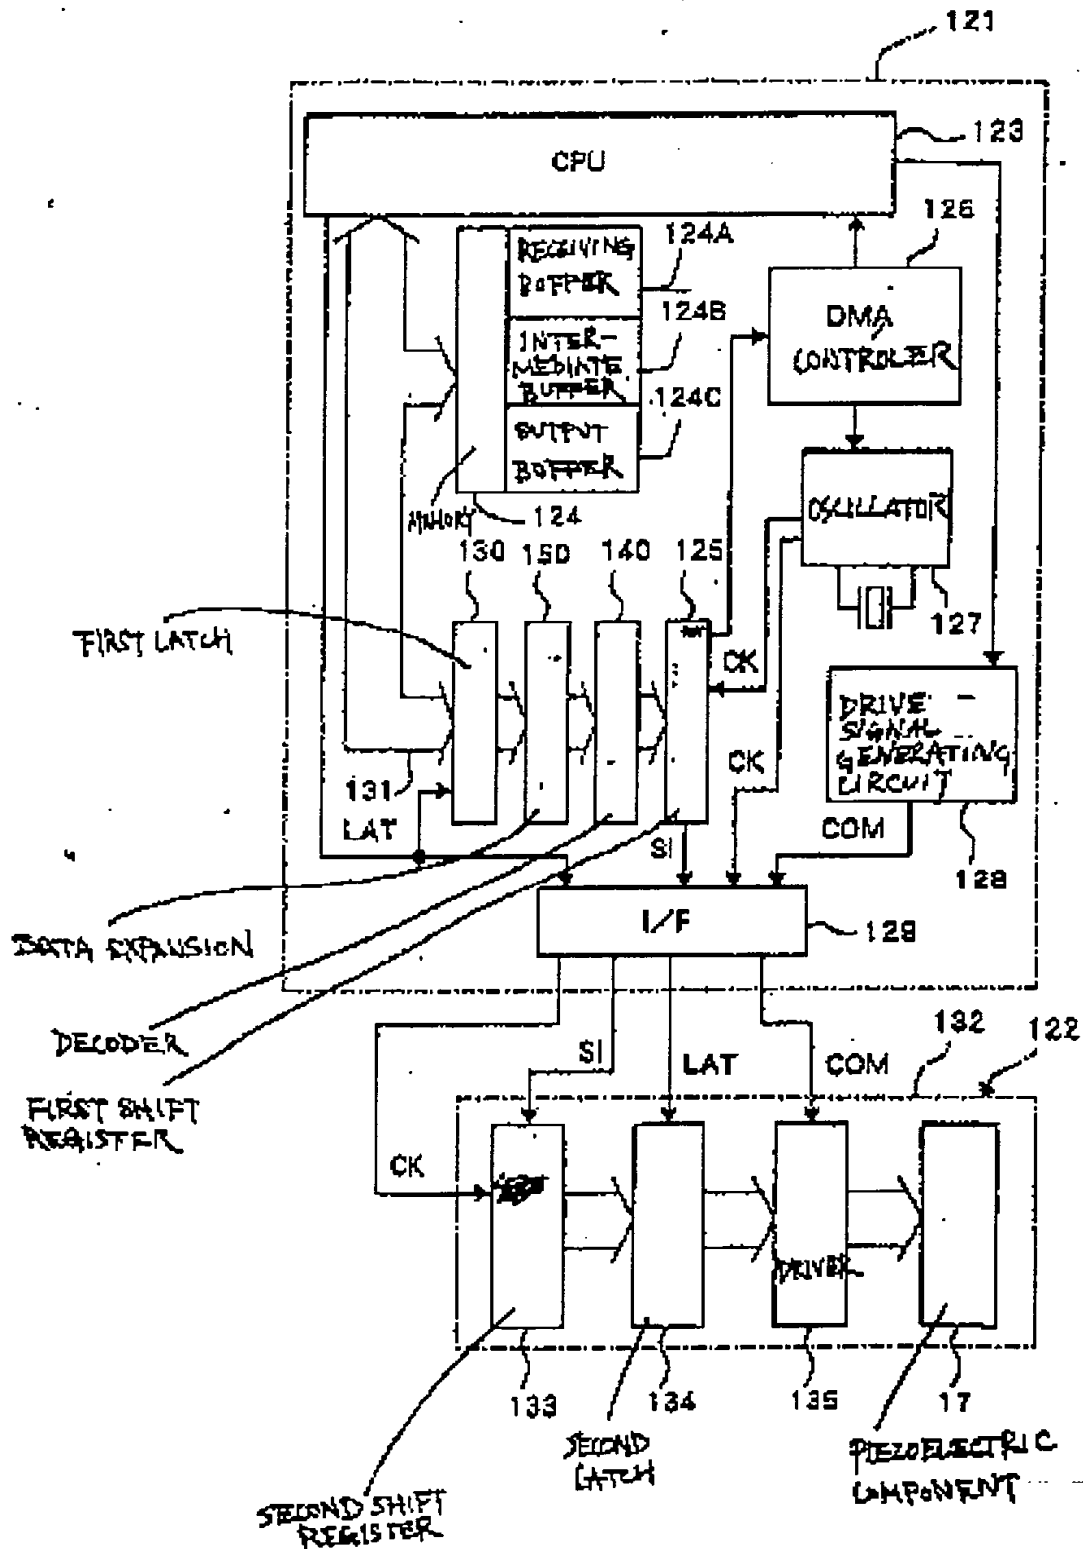 121
CPU
123
RECEIVING
BOFFER
124A
126
124B
DMA
CONTROLER
INTER-
MEDIATE
BUFFER
124C
OUTPUT
BOFFER
OSCILLATOR
MEMORY
124
130
150
140
125
127
FIRST LATCH
CK
DRIVE
SIGNAL
GENERATING
CIRCUIT
CK
131
LAT
SI
COM
128
I/F
129
DATA EXPANSION
DECODER
FIRST SHIFT
REGISTER
SI
LAT
COM
132
122
CK
DRIVER
133
134
135
17
SECOND
LATCH
PIEZOELECTRIC
COMPONENT
SECOND SHIFT
REGISTER